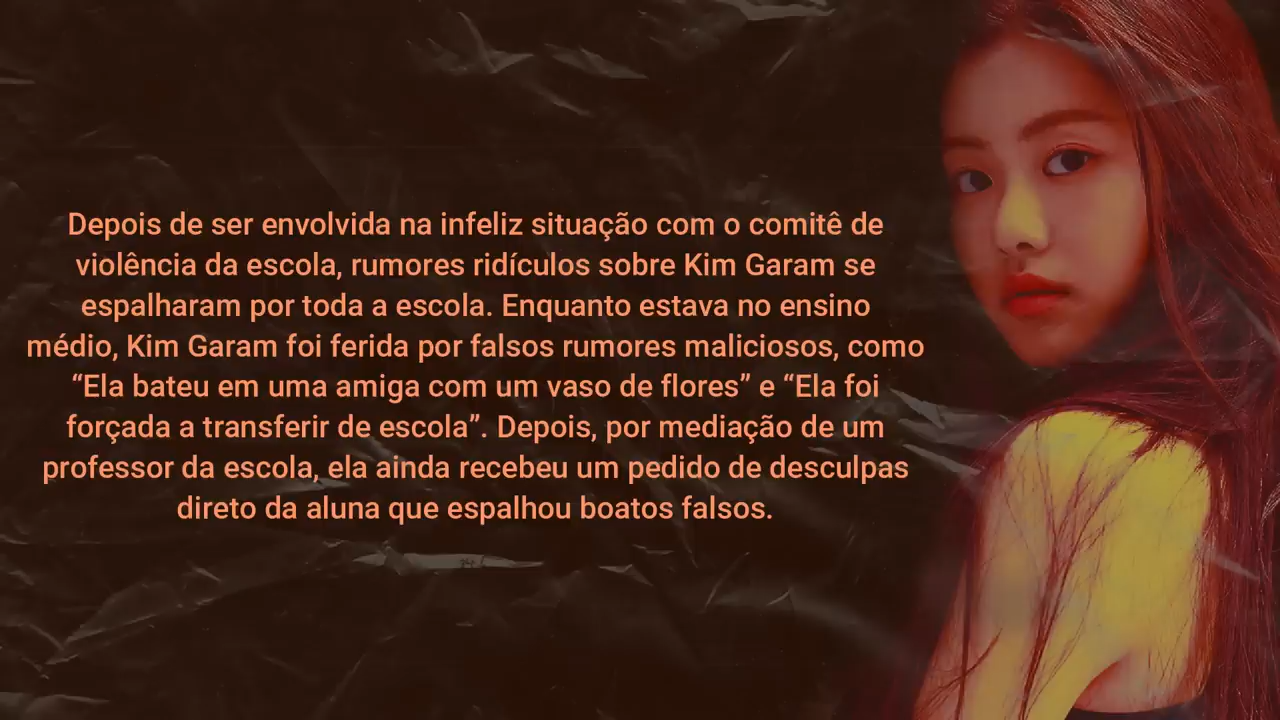 Depois de ser envolvida na infeliz situação com o comitê de
violência da escola, rumores ridículos sobre Kim Garam se
espalharam por toda a escola. Enquanto estava no ensino
médio, Kim Garam foi ferida por falsos rumores maliciosos, como
“Ela bateu em uma amiga com um vaso de flores” e “Ela foi
forçada a transferir de escola”. Depois, por mediação de um
professor da escola, ela ainda recebeu um pedido de desculpas
direto da aluna que espalhou boatos falsos.